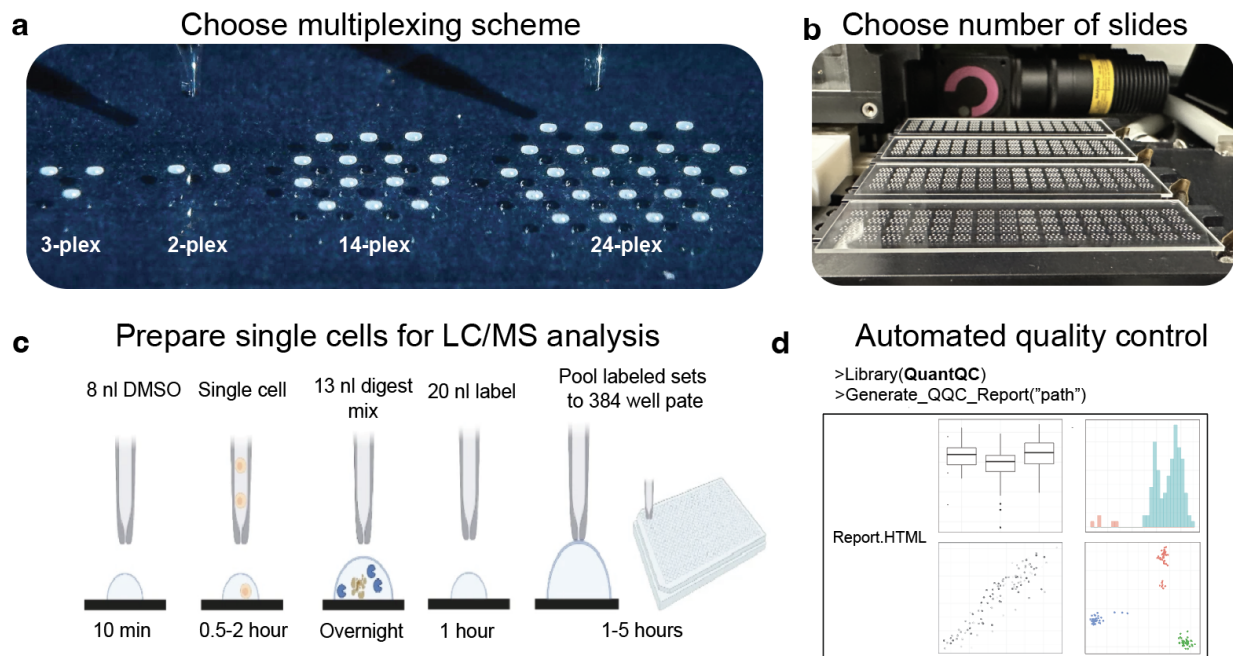 a
Choose multiplexing scheme
3-plex
2-plex
14-plex
24-plex
b
Choose number of slides
c
Prepare single cells for LC/MS analysis
8 nl DMSO
Single cell
13 nl digest
mix
20 nl label
Pool labeled sets
to 384 well pate
10 min
0.5-2 hour
Overnight
1 hour
1-5 hours
d
Automated quality control
>Library(QuantQC)
>Generate_QQC_Report("path")
Report.HTML